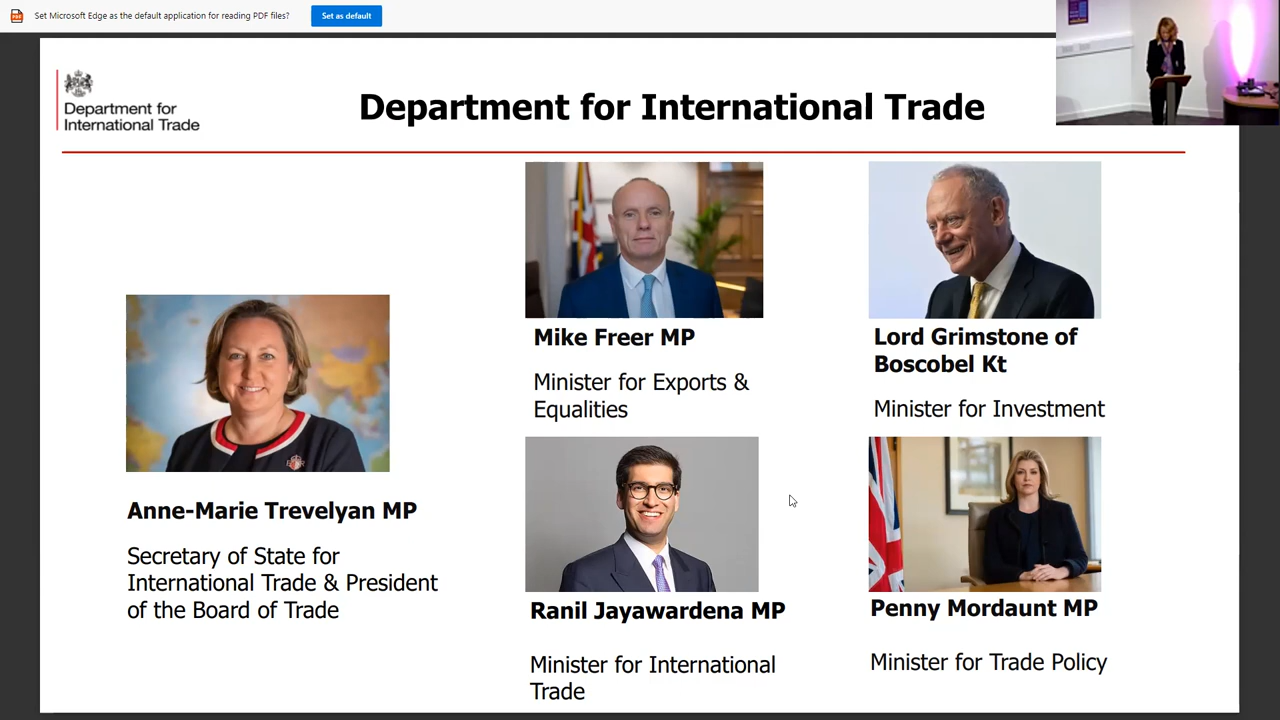 Set Microsoft Edge as the default application for reading PDF files?
Set as default
Department for
International Trade
Department for International Trade
Mike Freer MP
Minister for Exports &
Equalities
Lord Grimstone of
Boscobel Kt
Minister for Investment
Anne-Marie Trevelyan MP
Secretary of State for
International Trade & President
of the Board of Trade
Ranil Jayawardena MP
Minister for International
Trade
Penny Mordaunt MP
Minister for Trade Policy